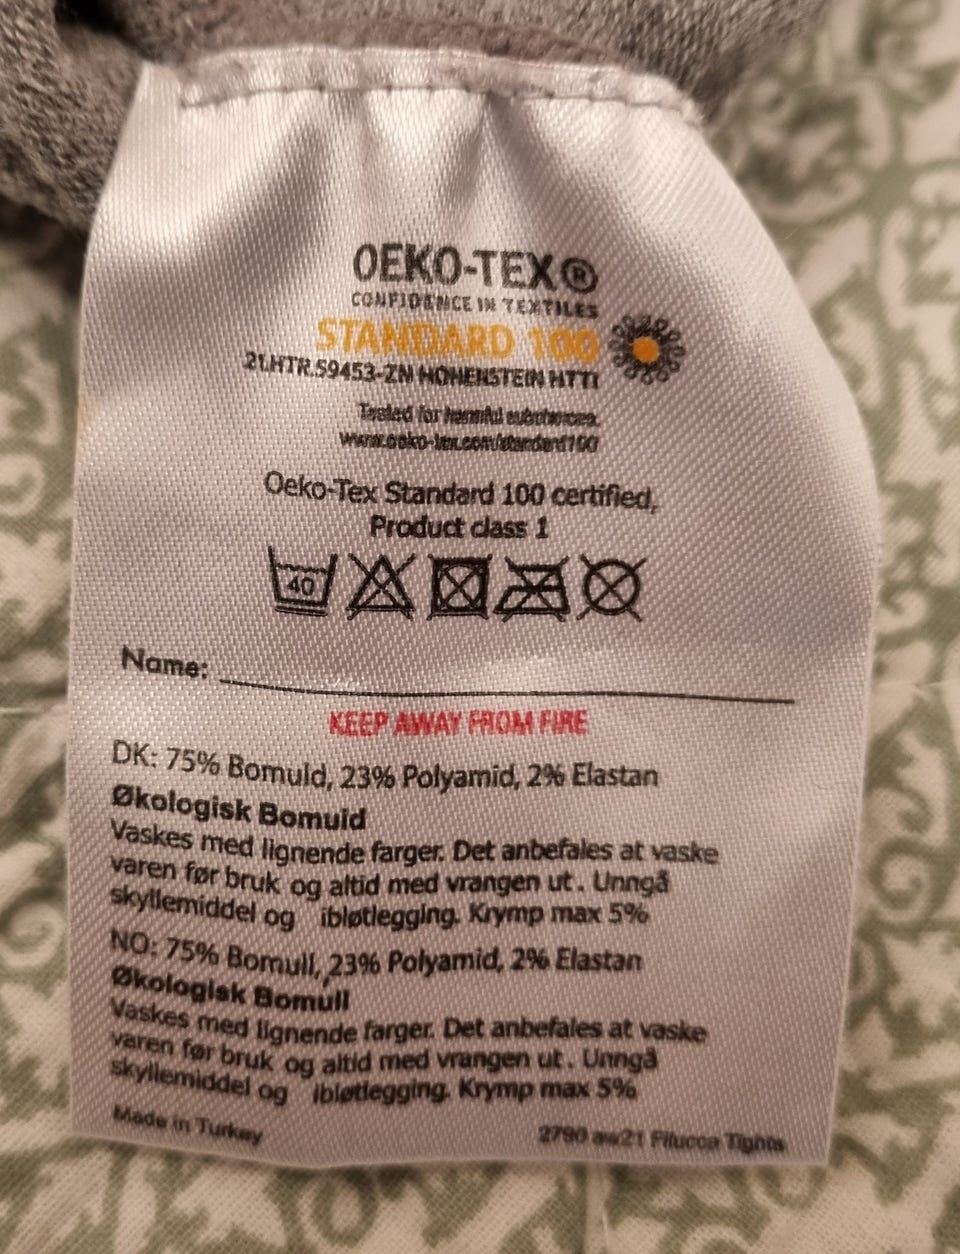 OEKO-TEX®
CONFIDENCE IN TEXTILES
STANDARD 100
21.HTR.59453-ZN HOHENSTEIN HTTI
Tested for harmful substances.
www.oeko-tex.com/standard100
Oeko-Tex Standard 100 certified,
Product class 1
40
Name:
KEEP AWAY FROM FIRE
DK: 75% Bomuld, 23% Polyamid, 2% Elastan
Økologisk Bomuld
Vaskes med lignende farger. Det anbefales at vaske
varen før bruk og altid med vrangen ut. Unngå
skyllemiddel og ibløtlegging. Krymp max 5%
NO: 75% Bomull, 23% Polyamid, 2% Elastan
Økologisk Bomull
Vaskes med lignende farger. Det anbefales at vaske
varen før bruk og altid med vrangen ut. Unngå
skyllemiddel og ibløtlegging. Krymp max 5%
Made in Turkey
2790 aw21 Filucca Tights